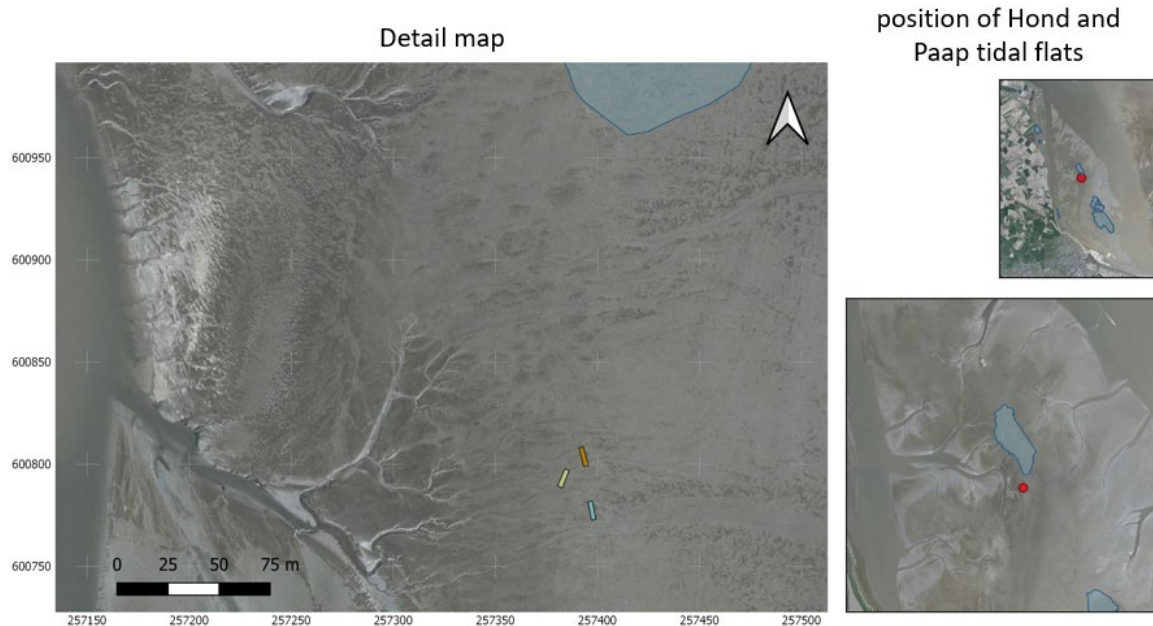 Detail map
position of Hond and
Paap tidal flats
600950
600900
600850
600800
600750
0 25 50 75 m
257150 257200 257250 257300 257350 257400 257450 257500